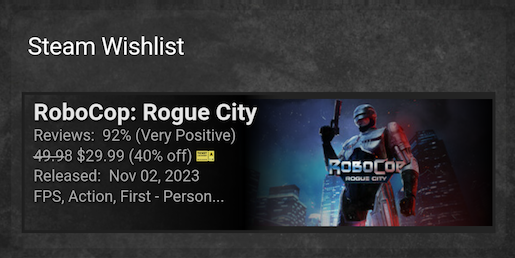 Steam Wishlist
RoboCop: Rogue City
Reviews: 92% (Very Positive)
49.98 $29.99 (40% off)
Released: Nov 02, 2023
FPS, Action, First - Person...
ROBOCOP
ROGUE CITY